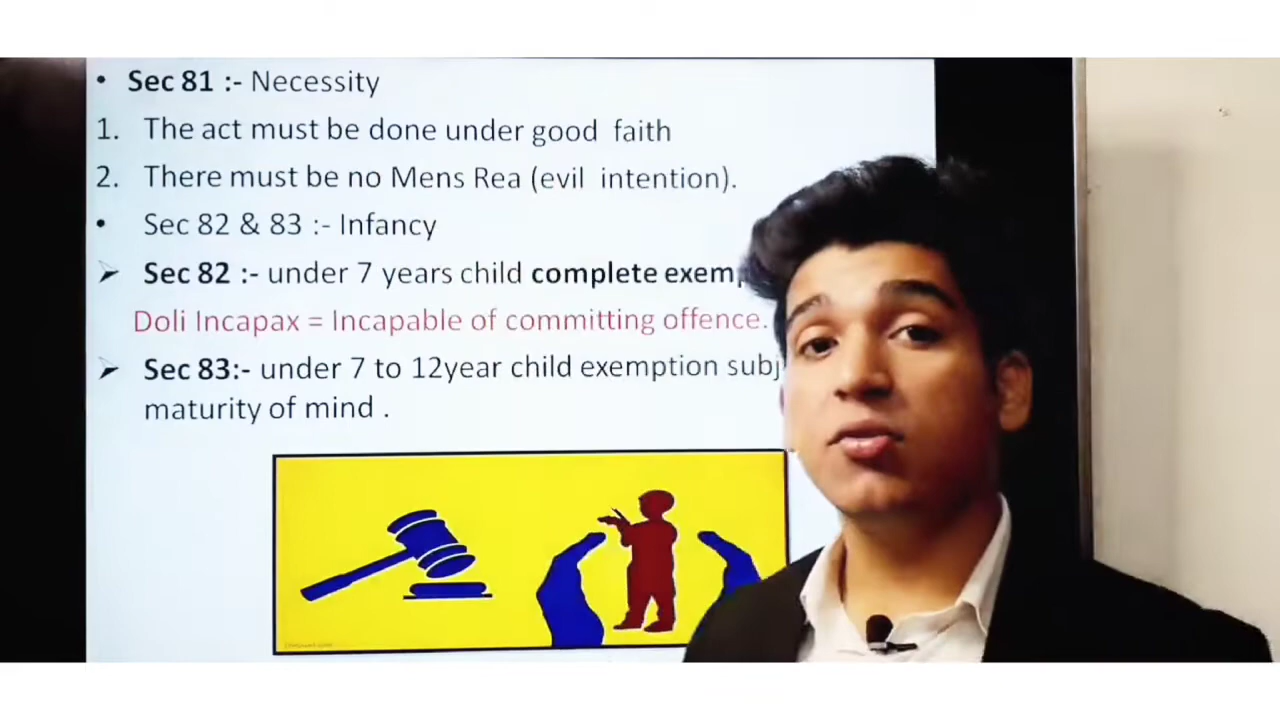 • Sec 81 :- Necessity
1. The act must be done under good faith
2. There must be no Mens Rea (evil intention).
• Sec 82 & 83 :- Infancy
➤ Sec 82 :- under 7 years child complete exem
Doli Incapax = Incapable of committing offence.
➤ Sec 83:- under 7 to 12year child exemption subj
maturity of mind .